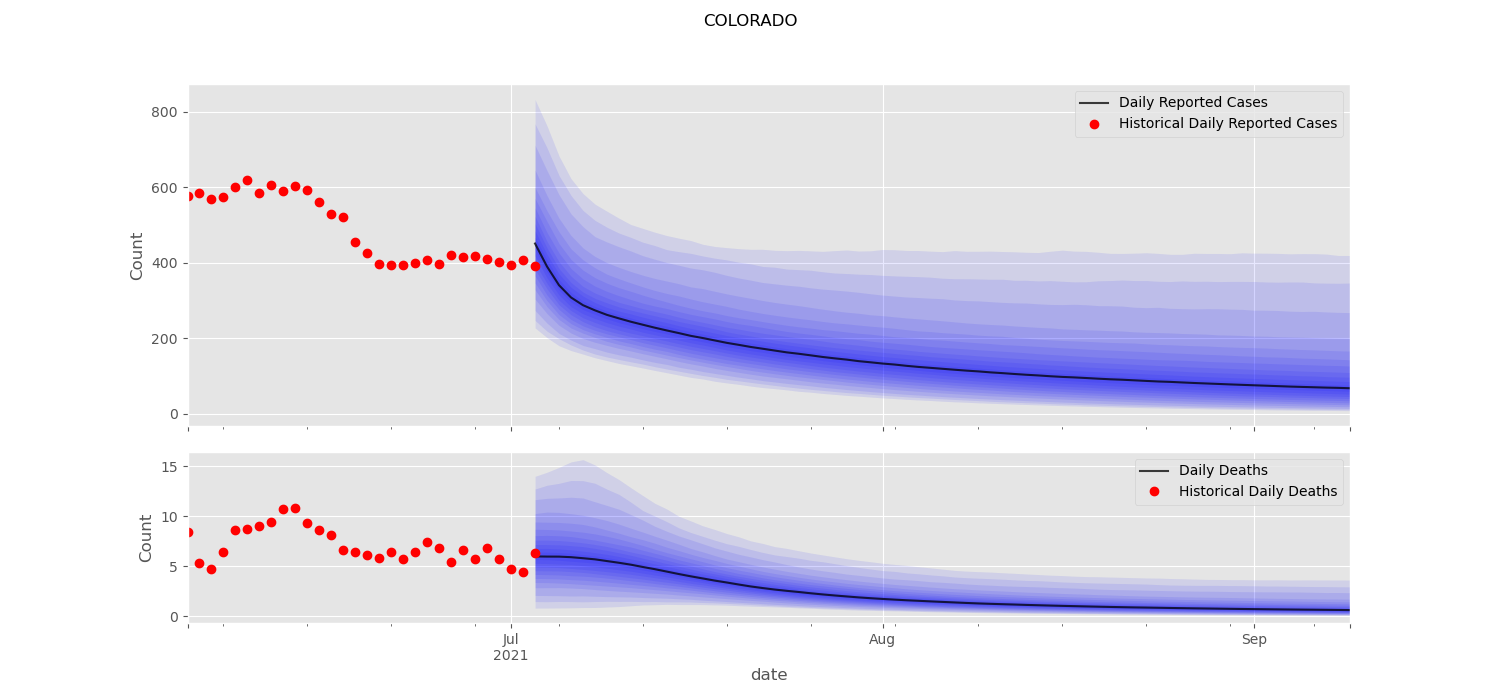 COLORADO
800
600
400
200
0
Count
Daily Reported Cases
Historical Daily Reported Cases
15
10
5
0
Count
Daily Deaths
Historical Daily Deaths
Jul
2021
Aug
Sep
date